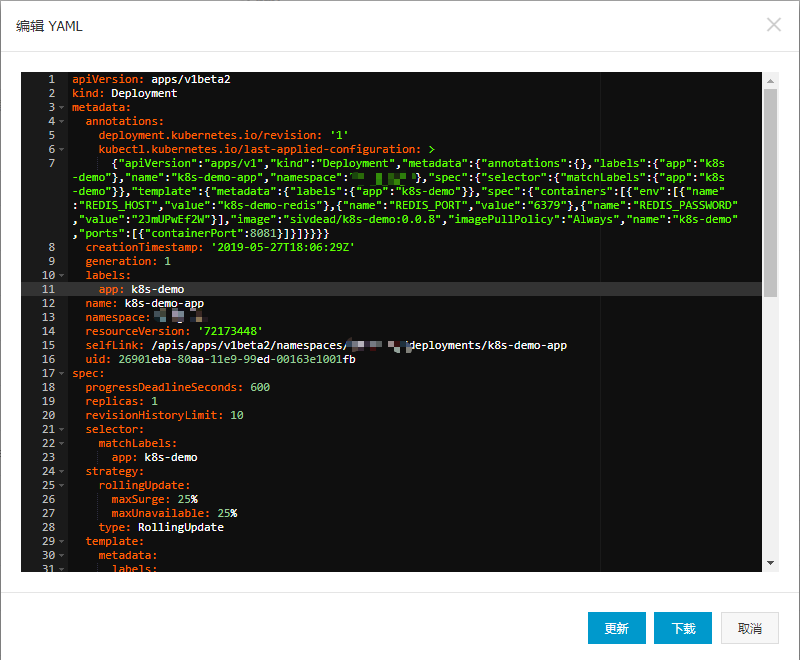 编辑 YAML
1 apiVersion: apps/v1beta2
2 kind: Deployment
3 metadata:
4 annotations:
5 deployment.kubernetes.io/revision: '1'
6 kubectl.kubernetes.io/last-applied-configuration: >
7 {"apiVersion":"apps/v1","kind":"Deployment","metadata":{"annotations":{},"labels":{"app":"k8s
-demo"},"name":"k8s-demo-app","namespace": },"spec":{"selector":{"matchLabels":{"app":"k8s
-demo"}},"template":{"metadata":{"labels":{"app":"k8s-demo"}},"spec":{"containers":[{"env":[{"name"
:"REDIS_HOST","value":"k8s-demo-redis"},{"name":"REDIS_PORT","value":"6379"},{"name":"REDIS_PASSWORD"
,"value":"2JmUPwEf2W"}],"image":"sivdead/k8s-demo:0.0.8","imagePullPolicy":"Always","name":"k8s-demo"
,"ports":[{"containerPort":8081}]}]}}}}
8 creationTimestamp: '2019-05-27T18:06:29Z'
9 generation: 1
10 labels:
11 app: k8s-demo
12 name: k8s-demo-app
13 namespace:
14 resourceVersion: '72173448'
15 selfLink: /apis/apps/v1beta2/namespaces/ deployments/k8s-demo-app
16 uid: 26901eba-80aa-11e9-99ed-00163e1001fb
17 spec:
18 progressDeadlineSeconds: 600
19 replicas: 1
20 revisionHistoryLimit: 10
21 selector:
22 matchLabels:
23 app: k8s-demo
24 strategy:
25 rollingUpdate:
26 maxSurge: 25%
27 maxUnavailable: 25%
28 type: RollingUpdate
29 template:
30 metadata:
31 labels:
更新 下载 取消